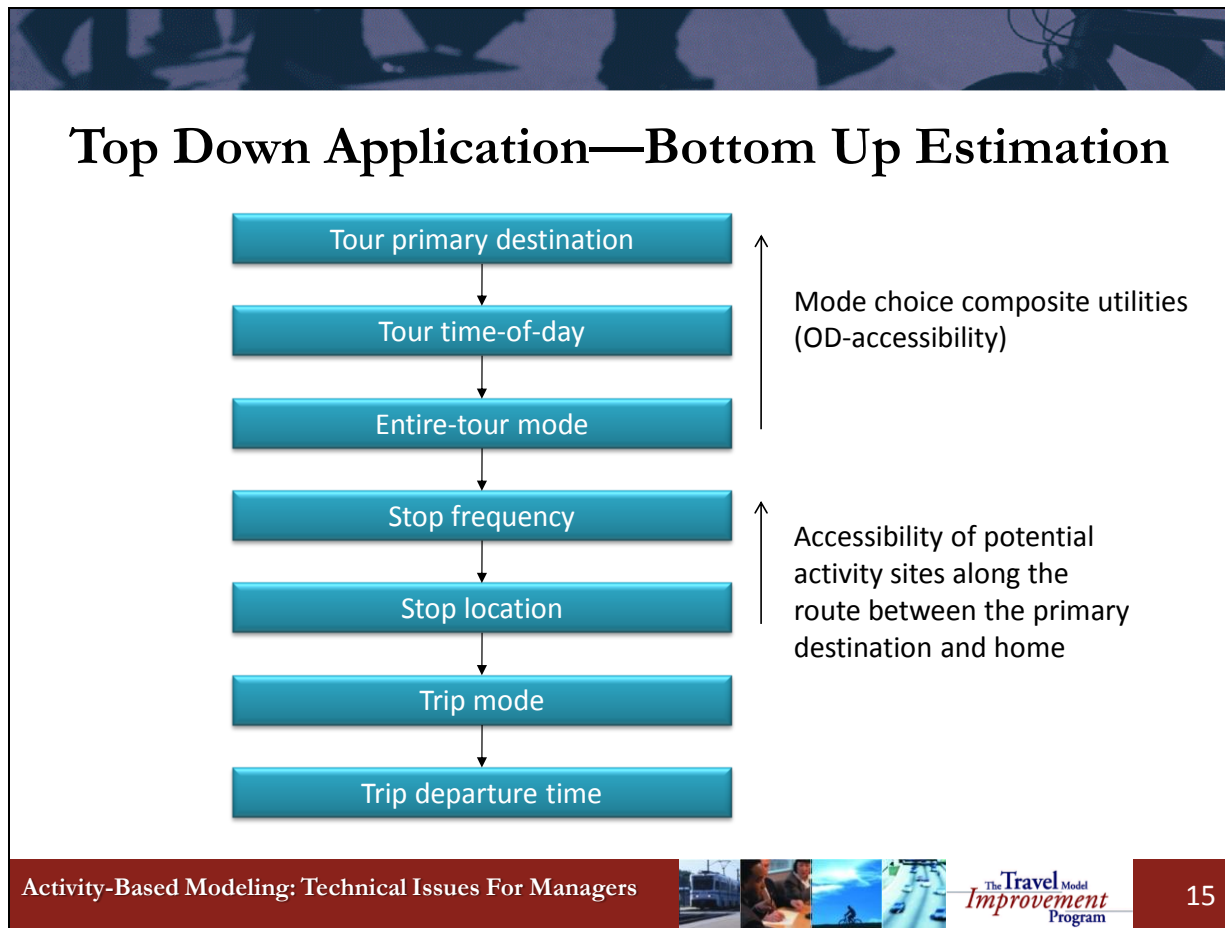 Top Down Application—Bottom Up Estimation
Tour primary destination
Tour time-of-day
Entire-tour mode
Mode choice composite utilities
(OD-accessibility)
Stop frequency
Stop location
Trip mode
Trip departure time
Accessibility of potential
activity sites along the
route between the primary
destination and home
Activity-Based Modeling: Technical Issues For Managers
The Travel Model
Improvement
Program
15